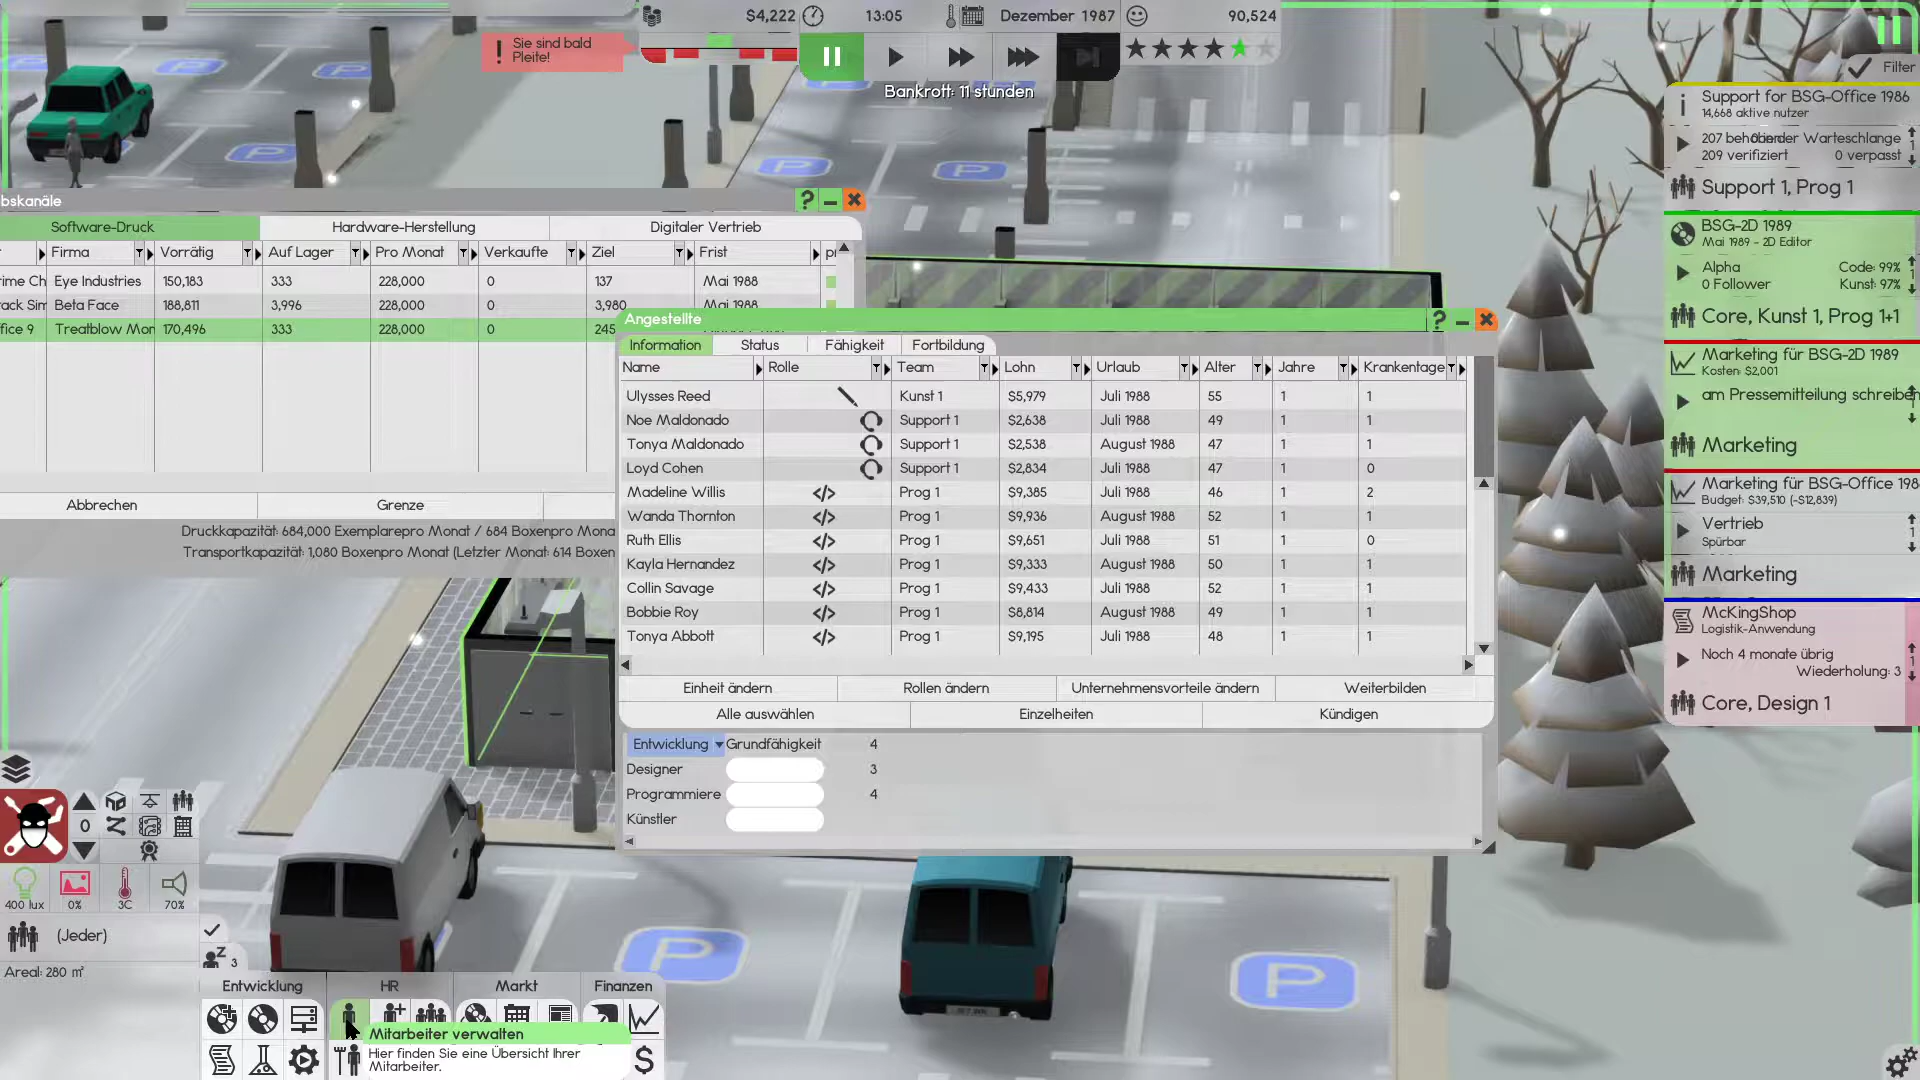 $4,222
13:05
Dezember 1987
90,524
Sie sind bald
Pleite!
Bankrott: 11 stunden
Filter
Support for BSG-Office 1986
14,668 aktive nutzer
207 behoben
der Warteschlange
209 verifiziert
0 verpasst
Support 1, Prog 1
BSG-2D 1989
Mai 1989 - 2D Editor
Alpha
Code: 99%
0 Follower
Kunst: 97%
Core, Kunst 1, Prog 1+1
Marketing für BSG-2D 1989
Kosten: $2,001
am Pressemitteilung schreiben
Marketing
Marketing für BSG-Office 198
Budget: $39,510 (-$12,839)
Vertrieb
Spürbar
Marketing
McKingShop
Logistik-Anwendung
Noch 4 monate übrig
Wiederholung: 3
Core, Design 1
bskanäle
Software-Druck
Hardware-Herstellung
Digitaler Vertrieb
Firma
Vorrätig
Auf Lager
Pro Monat
Verkaufte
Ziel
Frist
ime Ch
Eye Industries
150,183
333
228,000
0
137
Mai 1988
ack Sim
Beta Face
188,811
3,996
228,000
0
3,980
Mai 1988
fice 9
Treatblow Mon
170,496
333
228,000
0
245
Abbrechen
Grenze
Druckkapazität: 684,000 Exemplarepro Monat / 684 Boxenpro Mona
Transportkapazität: 1,080 Boxenpro Monat (Letzter Monat: 614 Boxen
Angestellte
Information
Status
Fähigkeit
Fortbildung
Name
Rolle
Team
Lohn
Urlaub
Alter
Jahre
Krankentage
Ulysses Reed
Kunst 1
$5,979
Juli 1988
55
1
1
Noe Maldonado
Support 1
$2,638
Juli 1988
49
1
1
Tonya Maldonado
Support 1
$2,538
August 1988
47
1
1
Loyd Cohen
Support 1
$2,834
Juli 1988
47
1
0
Madeline Willis
</>
Prog 1
$9,385
Juli 1988
46
1
2
Wanda Thornton
</>
Prog 1
$9,936
August 1988
52
1
1
Ruth Ellis
</>
Prog 1
$9,651
Juli 1988
51
1
0
Kayla Hernandez
</>
Prog 1
$9,333
August 1988
50
1
1
Collin Savage
</>
Prog 1
$9,433
Juli 1988
52
1
1
Bobbie Roy
</>
Prog 1
$8,814
August 1988
49
1
1
Tonya Abbott
</>
Prog 1
$9,195
Juli 1988
48
1
1
Einheit ändern
Rollen ändern
Unternehmensvorteile ändern
Weiterbilden
Alle auswählen
Einzelheiten
Kündigen
Entwicklung
Grundfähigkeit
4
Designer
3
Programmiere
4
Künstler
0
400 lux
0%
3C
70%
(Jeder)
3
Areal: 280 m²
Entwicklung
HR
Markt
Finanzen
Mitarbeiter verwalten
Hier finden Sie eine Übersicht Ihrer
Mitarbeiter.